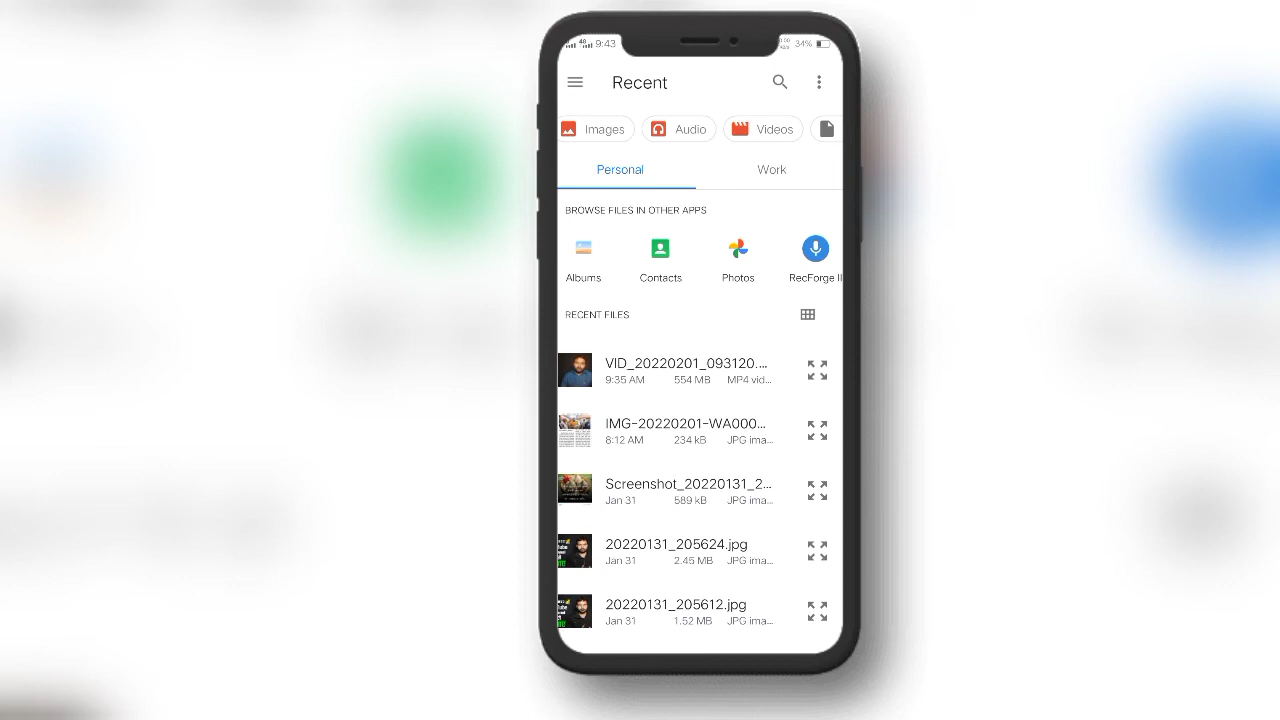 9:43
34%
Recent
Images Audio Videos
Personal Work
BROWSE FILES IN OTHER APPS
Albums Contacts Photos RecForge II
RECENT FILES
VID_20220201_093120....
9:35 AM 554 MB MP4 vid...
IMG-20220201-WA000...
8:12 AM 234 kB JPG ima...
Screenshot_20220131_2...
Jan 31 589 kB JPG ima...
20220131_205624.jpg
Jan 31 2.45 MB JPG ima...
20220131_205612.jpg
Jan 31 1.52 MB JPG ima...